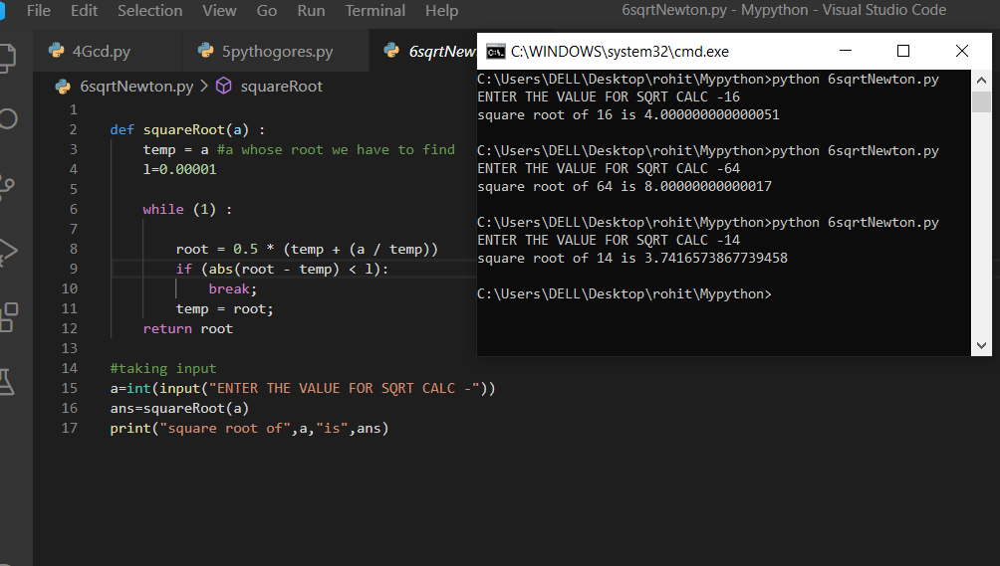 File Edit Selection View Go Run Terminal Help 6sqrtNewton.py - Mypython - Visual Studio Code
4Gcd.py 5pythogores.py 6sqrtNew
6sqrtNewton.py > squareRoot
1
2 def squareRoot(a) :
3     temp = a #a whose root we have to find
4     l=0.00001
5
6     while (1) :
7
8         root = 0.5 * (temp + (a / temp))
9         if (abs(root - temp) < l):
10             break;
11         temp = root;
12     return root
13
14 #taking input
15 a=int(input("ENTER THE VALUE FOR SQRT CALC -"))
16 ans=squareRoot(a)
17 print("square root of",a,"is",ans)
C:\WINDOWS\system32\cmd.exe
C:\Users\DELL\Desktop\rohit\Mypython>python 6sqrtNewton.py
ENTER THE VALUE FOR SQRT CALC -16
square root of 16 is 4.000000000000051
C:\Users\DELL\Desktop\rohit\Mypython>python 6sqrtNewton.py
ENTER THE VALUE FOR SQRT CALC -64
square root of 64 is 8.00000000000017
C:\Users\DELL\Desktop\rohit\Mypython>python 6sqrtNewton.py
ENTER THE VALUE FOR SQRT CALC -14
square root of 14 is 3.7416573867739458
C:\Users\DELL\Desktop\rohit\Mypython>